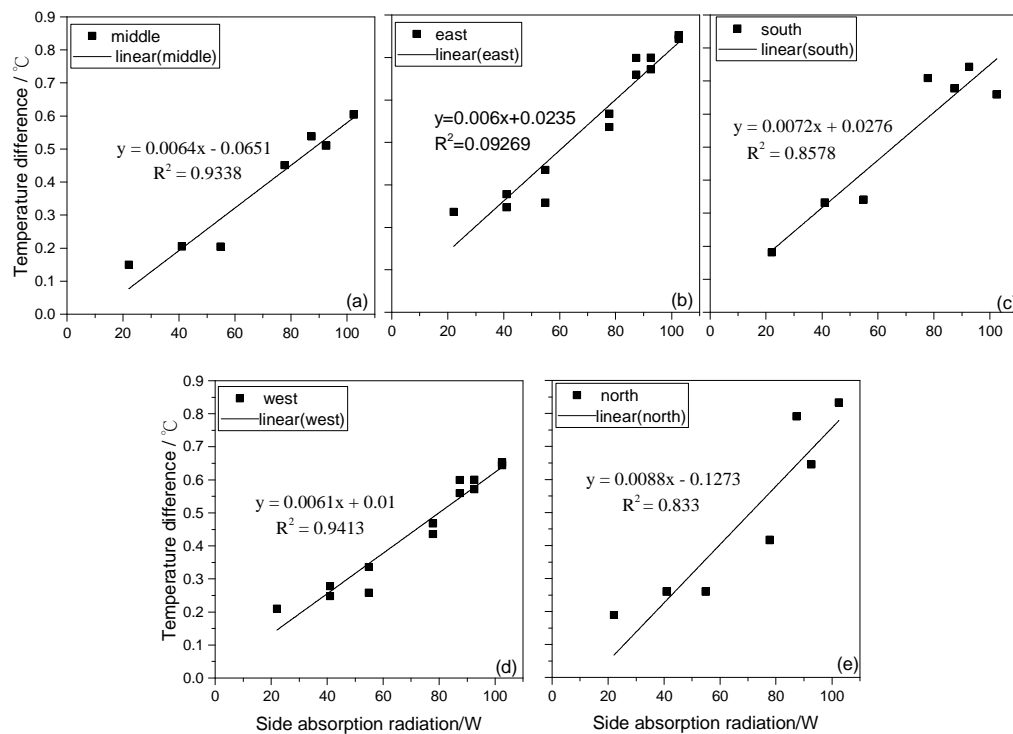 middle
linear(middle)
y = 0.0064x - 0.0651
R² = 0.9338
(a)
Temperature difference / ℃
0.0
0.1
0.2
0.3
0.4
0.5
0.6
0.7
0.8
0.9
0 20 40 60 80 100
east
linear(east)
y=0.006x+0.0235
R²=0.09269
(b)
0 20 40 60 80 100
south
linear(south)
y = 0.0072x + 0.0276
R² = 0.8578
(c)
0 20 40 60 80 100
west
linear(west)
y = 0.0061x + 0.01
R² = 0.9413
(d)
Temperature difference / ℃
0.0
0.1
0.2
0.3
0.4
0.5
0.6
0.7
0.8
0.9
0 20 40 60 80 100
Side absorption radiation/W
north
linear(north)
y = 0.0088x - 0.1273
R² = 0.833
(e)
0 20 40 60 80 100
Side absorption radiation/W